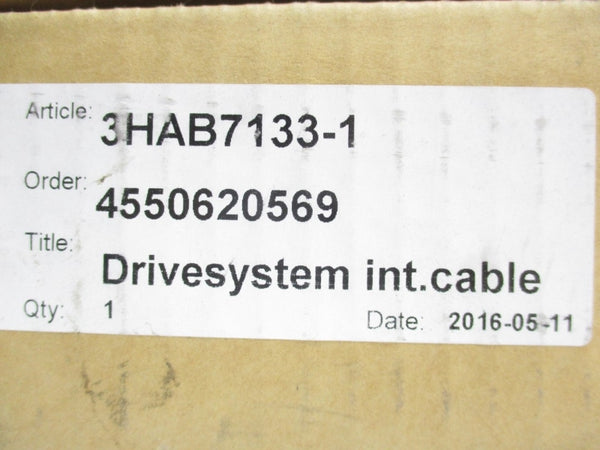 Article: 3HAB7133-1
Order: 4550620569
Title: Drivesystem int.cable
Qty: 1 Date: 2016-05-11